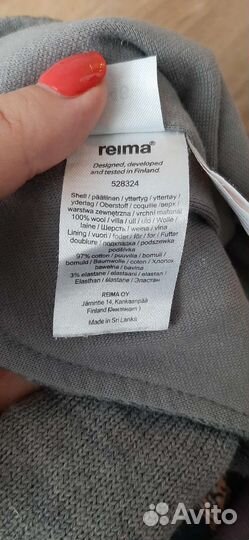 reima
Designed, developed
and tested in Finland.
528324
Shell / päällinen / yttertyg / yttertøy /
yderlag / Oberstoff / coquille / верх /
warstwa zewnętrzna / vrchní materiál
100% wool / villa / ull / uld / Wolle /
laine / Шерсть / wełna / vlna
Lining / vuori / foder / fôr / for / Futter
doublure / подкладка / podszewka
podšívka
97% cotton / puuvilla / bomull /
bomuld / Baumwolle / coton / Хлопок
bawełna / bavlna
3% elastane / elastaani / elastan /
Elasthan / élasthanne / Эластан
REIMA OY
Jämintie 14, Kankaanpää
Finland
Made in Sri Lanka
Avito